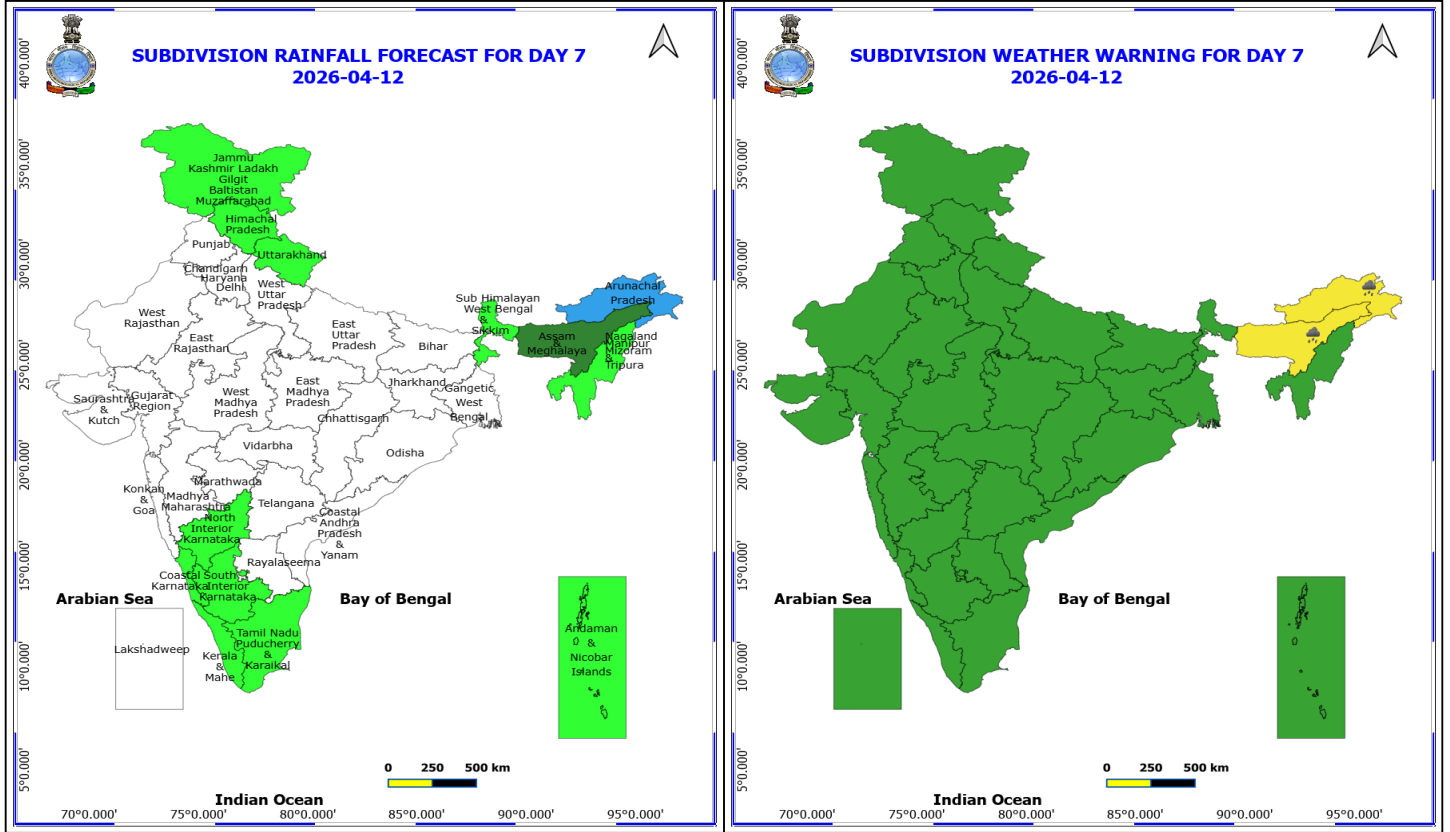 SUBDIVISION RAINFALL FORECAST FOR DAY 7
2026-04-12
40°0.000'
35°0.000'
30°0.000'
25°0.000'
20°0.000'
15°0.000'
10°0.000'
5°0.000'
Jammu
Kashmir Ladakh
Gilgit
Baltistan
Muzaffarabad
Himachal
Pradesh
Punjab
Uttarakhand
Chandigarh
Haryana
Delhi
West
Uttar
Pradesh
Arunachal
Pradesh
Sub Himalayan
West Bengal
&
Sikkim
West
Rajasthan
East
Rajasthan
East
Uttar
Pradesh
Bihar
Assam
&
Meghalaya
Nagaland
Manipur
Mizoram
&
Tripura
Saurashtra
&
Kutch
Gujarat
Region
West
Madhya
Pradesh
East
Madhya
Pradesh
Jharkhand
Gangetic
West
Bengal
Chhattisgarh
Vidarbha
Odisha
Konkan
&
Goa
Marathwada
Madhya
Maharashtra
Telangana
North
Interior
Karnataka
Coastal
Andhra
Pradesh
&
Yanam
Rayalaseema
Coastal
Karnataka
South
Interior
Karnataka
Arabian Sea
Bay of Bengal
Lakshadweep
Kerala
&
Mahe
Tamil Nadu
Puducherry
&
Karaikal
Andaman
&
Nicobar
Islands
0 250 500 km
Indian Ocean
70°0.000' 75°0.000' 80°0.000' 85°0.000' 90°0.000' 95°0.000'
SUBDIVISION WEATHER WARNING FOR DAY 7
2026-04-12
40°0.000'
35°0.000'
30°0.000'
25°0.000'
20°0.000'
15°0.000'
10°0.000'
5°0.000'
Arabian Sea
Bay of Bengal
0 250 500 km
Indian Ocean
70°0.000' 75°0.000' 80°0.000' 85°0.000' 90°0.000' 95°0.000'